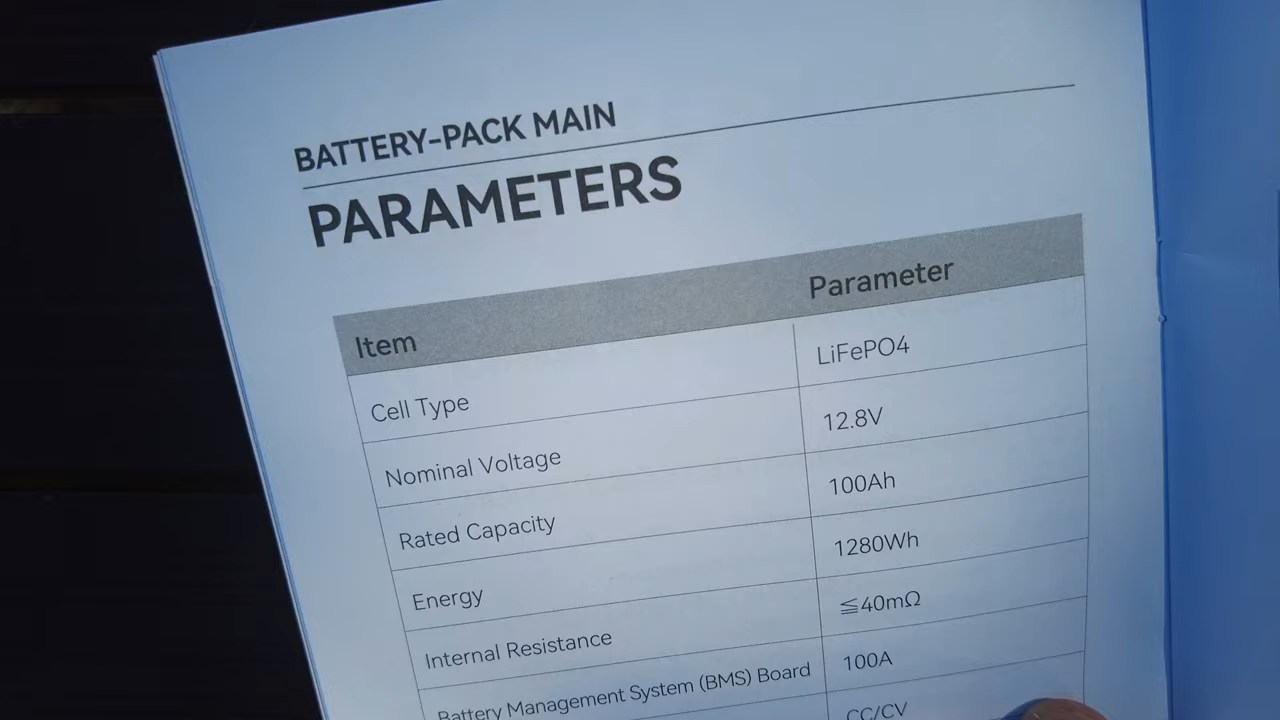 BATTERY-PACK MAIN
PARAMETERS
Item Parameter
Cell Type LiFePO4
Nominal Voltage 12.8V
Rated Capacity 100Ah
Energy 1280Wh
Internal Resistance ≦40mΩ
Battery Management System (BMS) Board 100A
CC/CV